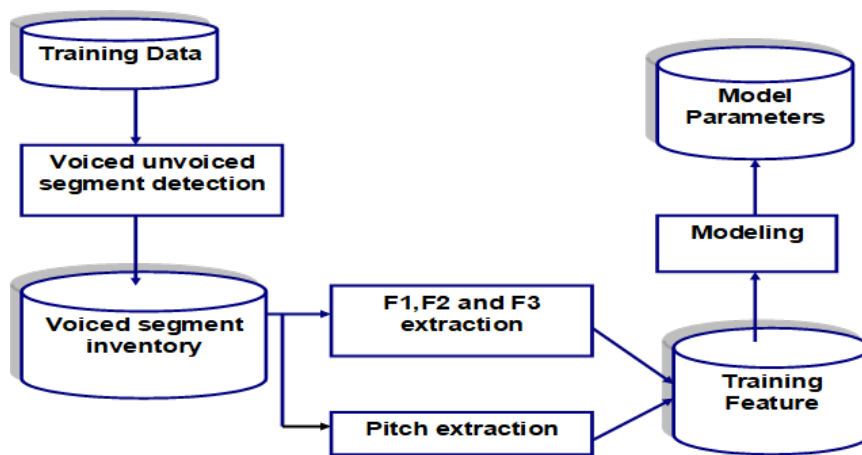 Training Data
Voiced unvoiced
segment detection
Voiced segment
inventory
F1,F2 and F3
extraction
Pitch extraction
Training
Feature
Modeling
Model
Parameters